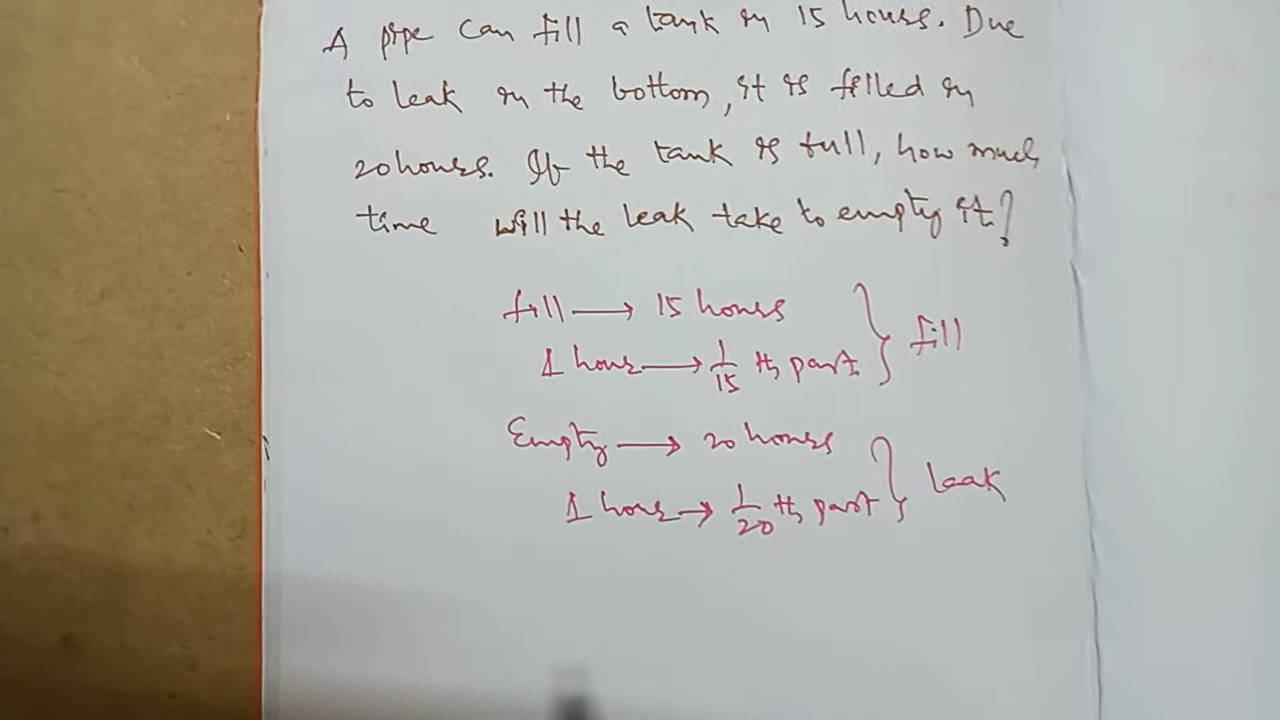 A pipe can fill a tank in 15 hours. Due
to leak in the bottom, it is filled in
20 hours. If the tank is full, how much
time will the leak take to empty it?
fill → 15 hours
1 hour → 1/15 th part } fill
Empty → 20 hours
1 hour → 1/20 th part } leak